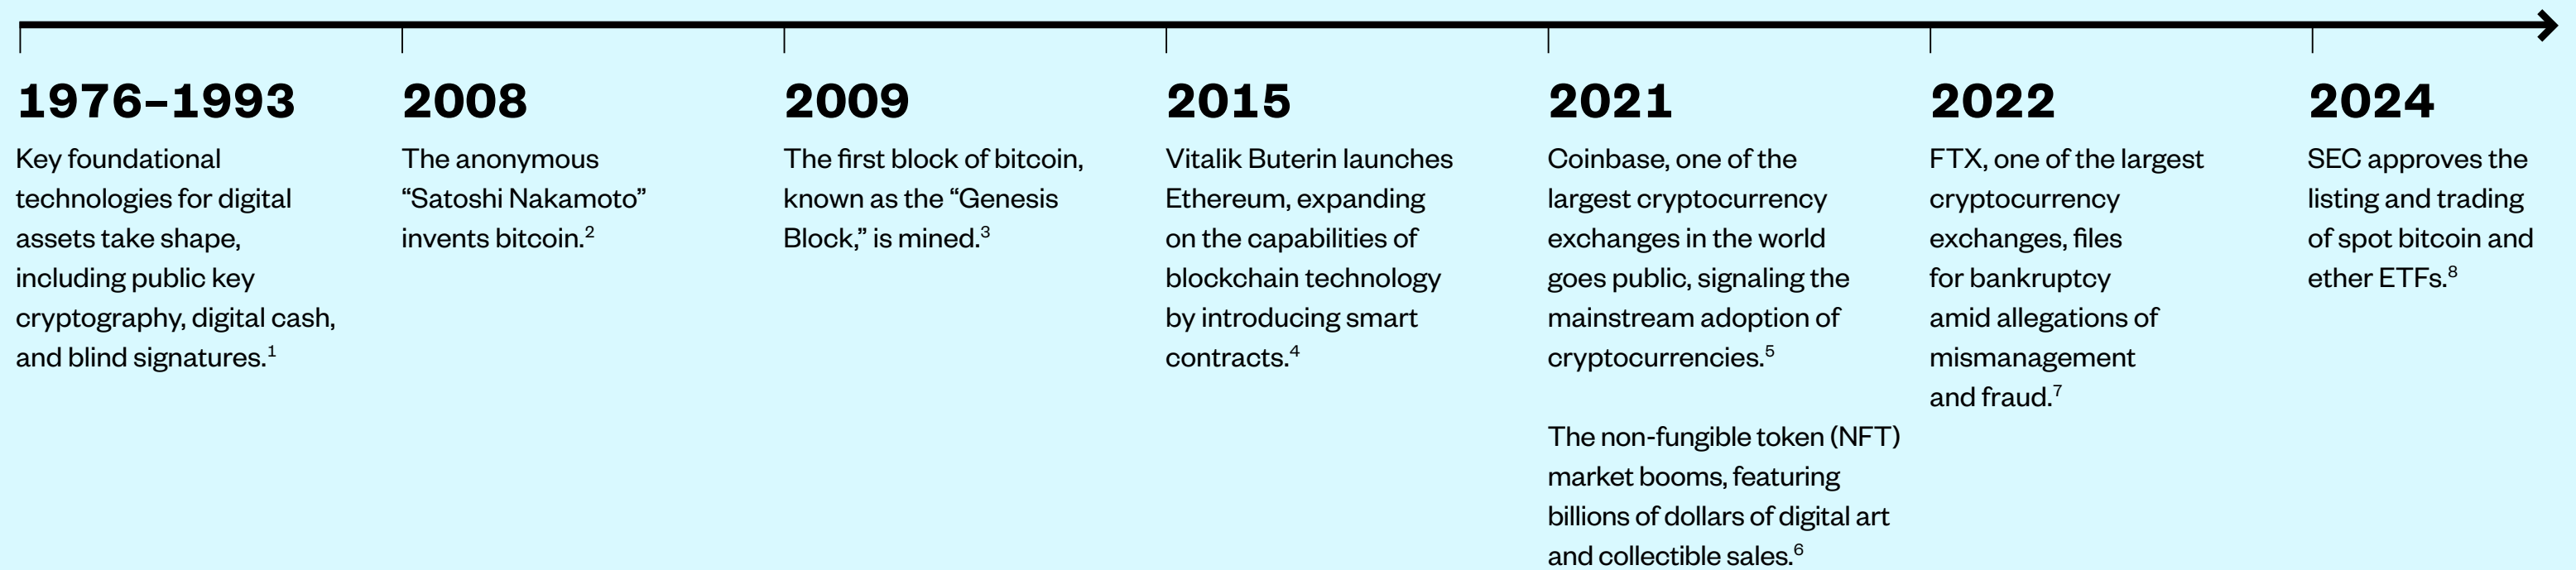 1976–1993
Key foundational
technologies for digital
assets take shape,
including public key
cryptography, digital cash,
and blind signatures.¹
2008
The anonymous
“Satoshi Nakamoto”
invents bitcoin.²
2009
The first block of bitcoin,
known as the “Genesis
Block,” is mined.³
2015
Vitalik Buterin launches
Ethereum, expanding
on the capabilities of
blockchain technology
by introducing smart
contracts.⁴
2021
Coinbase, one of the
largest cryptocurrency
exchanges in the world
goes public, signaling the
mainstream adoption of
cryptocurrencies.⁵
The non-fungible token (NFT)
market booms, featuring
billions of dollars of digital art
and collectible sales.⁶
2022
FTX, one of the largest
cryptocurrency
exchanges, files
for bankruptcy
amid allegations of
mismanagement
and fraud.⁷
2024
SEC approves the
listing and trading
of spot bitcoin and
ether ETFs.⁸